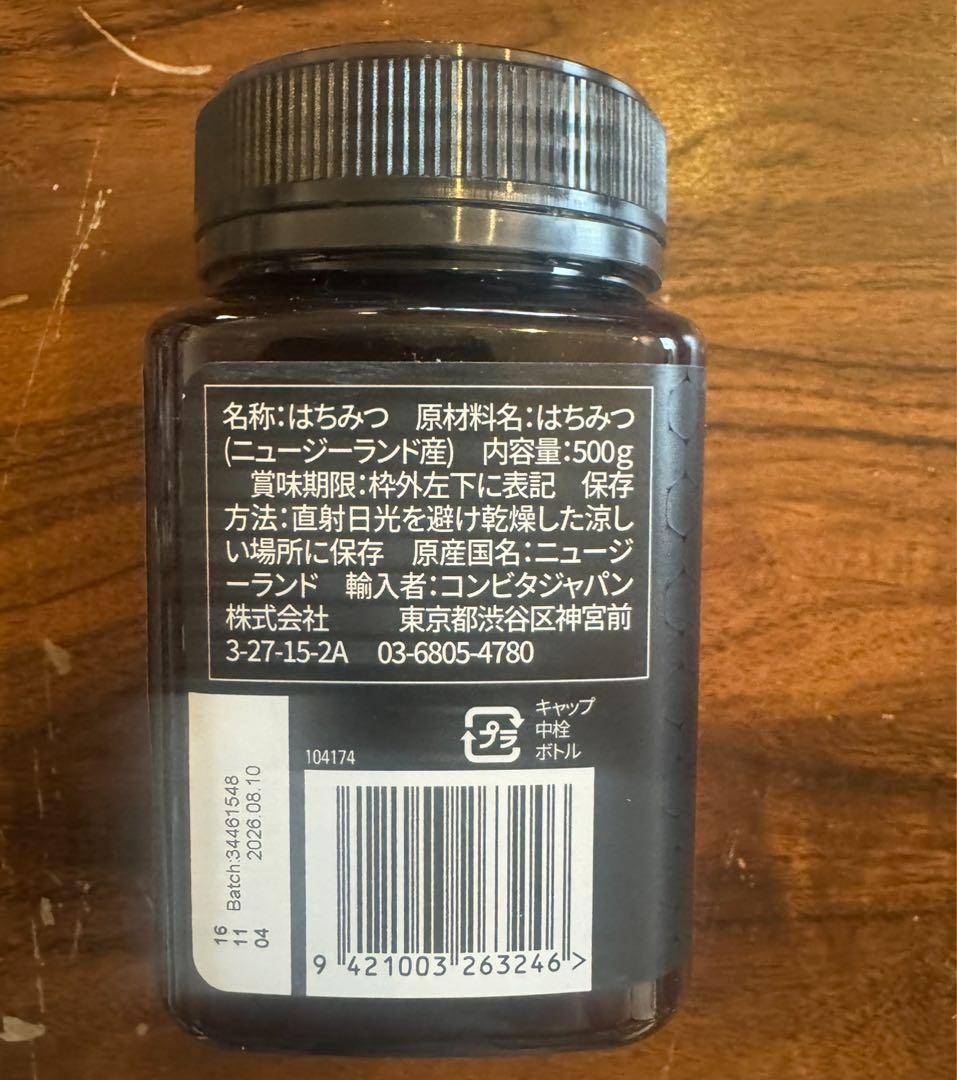 名称：はちみつ　原材料名：はちみつ
(ニュージーランド産)　内容量：500g
賞味期限：枠外左下に表記　保存
方法：直射日光を避け乾燥した涼し
い場所に保存　原産国名：ニュージ
ーランド　輸入者：コンビタジャパン
株式会社　東京都渋谷区神宮前
3-27-15-2A　03-6805-4780
プラ
キャップ
中栓
ボトル
104174
16 Batch:34461548
11 2026.08.10
04
9 421003 263246 >